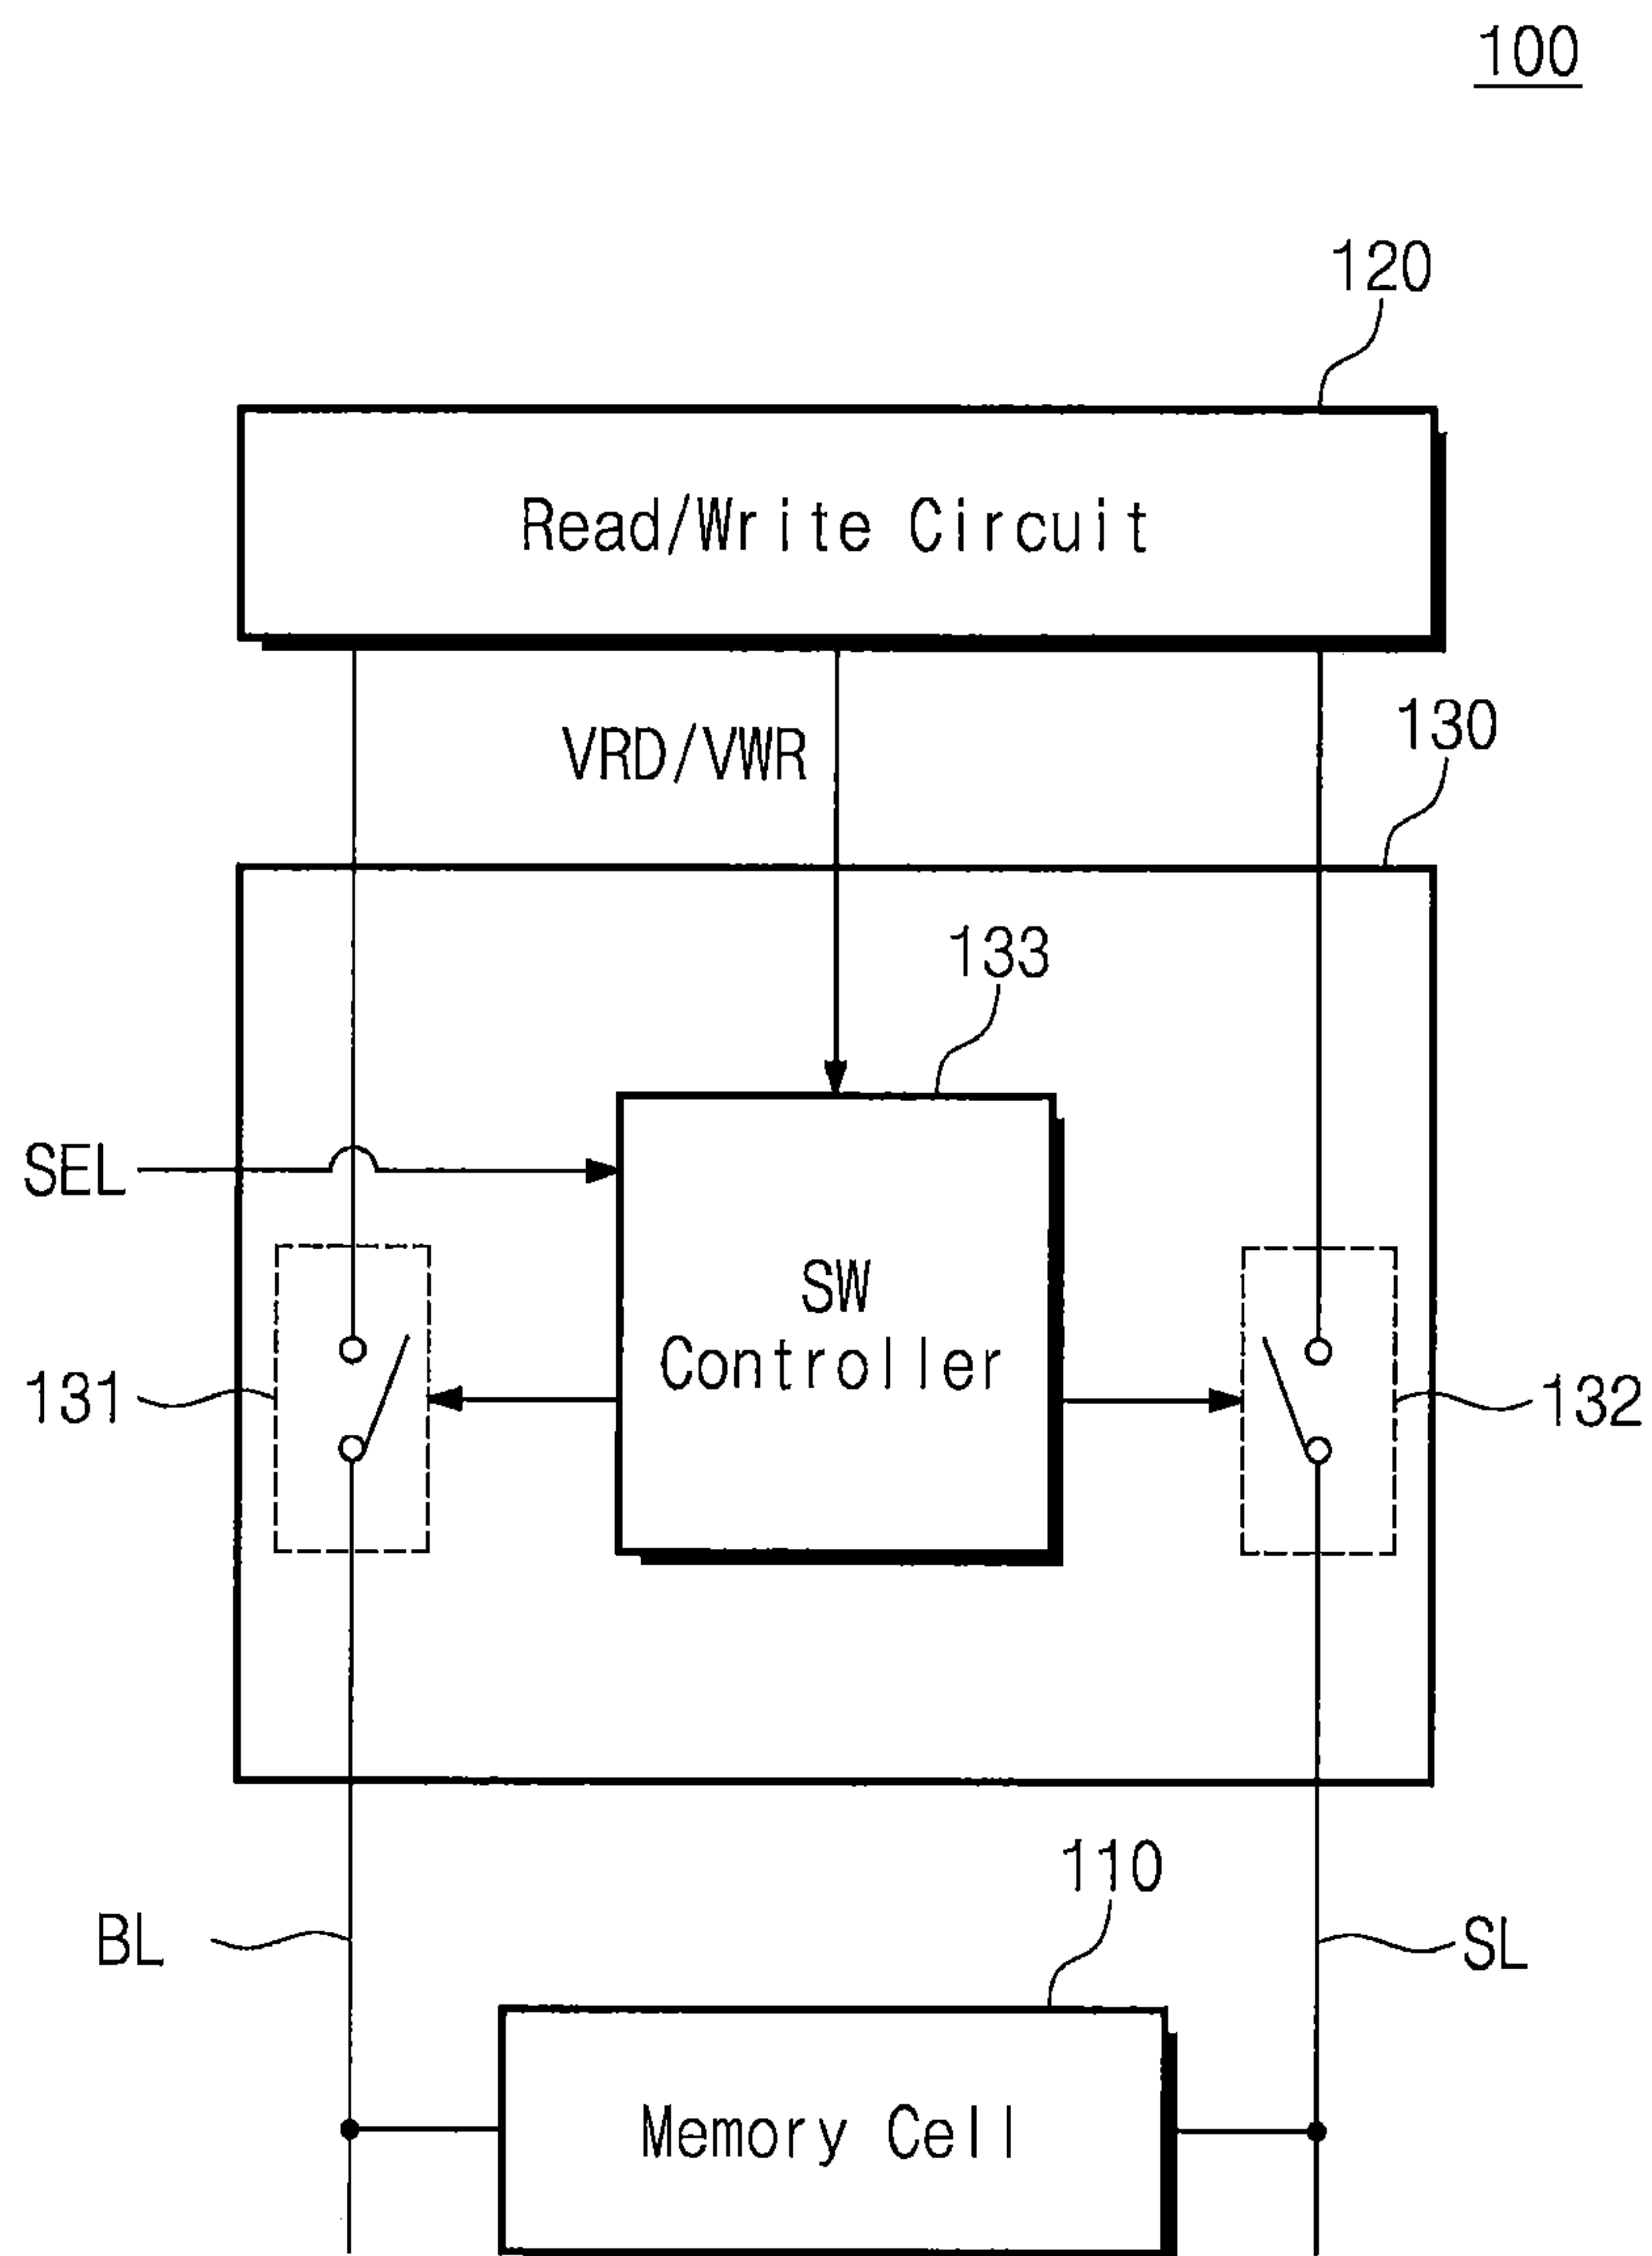 100
120
Read/Write Circuit
VRD/VWR
130
133
SEL
SW
Controller
131
132
110
BL
SL
Memory Cell